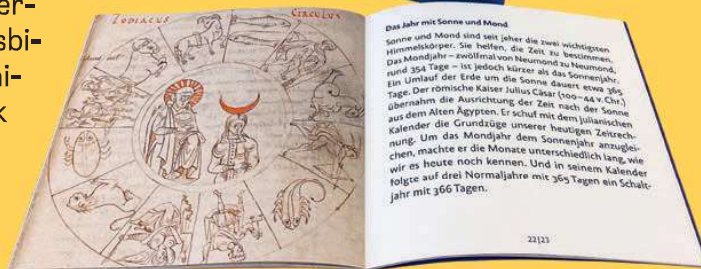 er-
sbi-
ni-
k
Zodiacus
Circulus
Das Jahr mit Sonne und Mond
Sonne und Mond sind seit jeher die zwei wichtigsten
Himmelskörper. Sie helfen, die Zeit zu bestimmen.
Das Mondjahr – zwölfmal von Neumond zu Neumond,
rund 354 Tage – ist jedoch kürzer als das Sonnenjahr.
Ein Umlauf der Erde um die Sonne dauert etwa 365
Tage. Der römische Kaiser Julius Cäsar (100–44 v. Chr.)
übernahm die Ausrichtung der Zeit nach der Sonne
aus dem Alten Ägypten. Er schuf mit dem julianischen
Kalender die Grundzüge unserer heutigen Zeitrech-
nung. Um das Mondjahr dem Sonnenjahr anzuglei-
chen, machte er die Monate unterschiedlich lang, wie
wir es heute noch kennen. Und in seinem Kalender
folgte auf drei Normaljahre mit 365 Tagen ein Schalt-
jahr mit 366 Tagen.
22|23